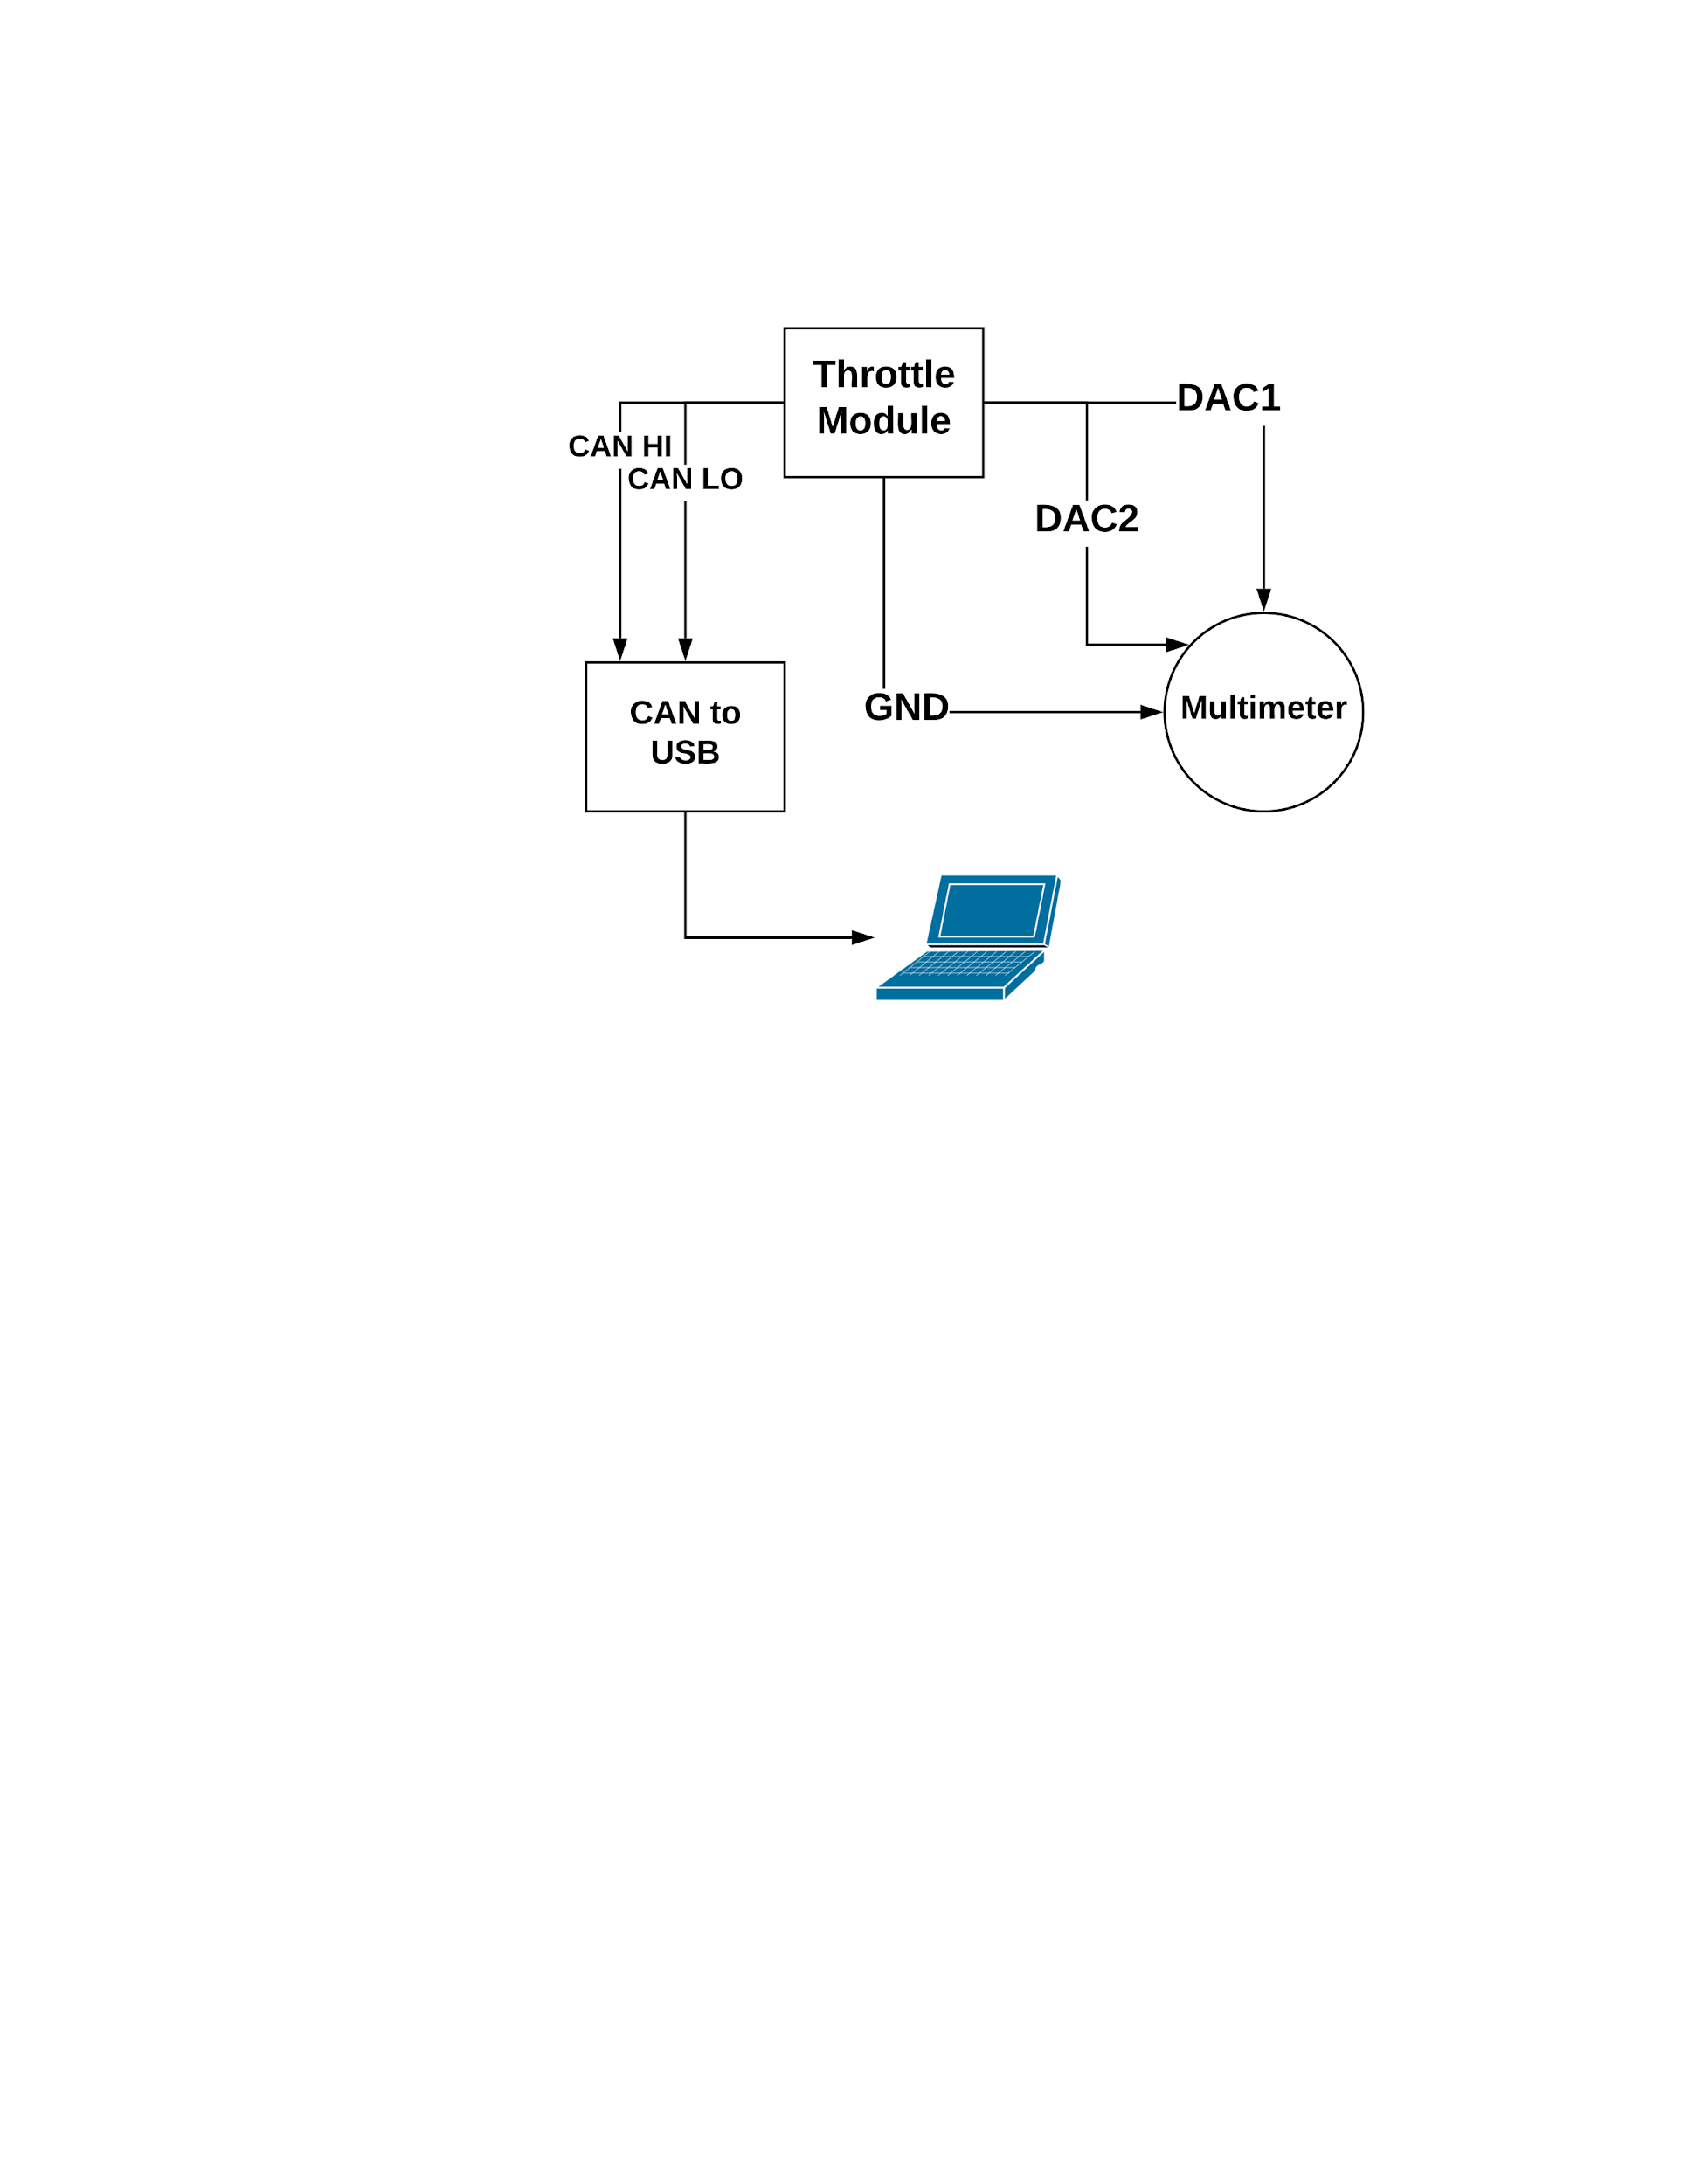 Throttle
Module
DAC1
CAN HI
CAN LO
DAC2
GND
Multimeter
CAN to
USB